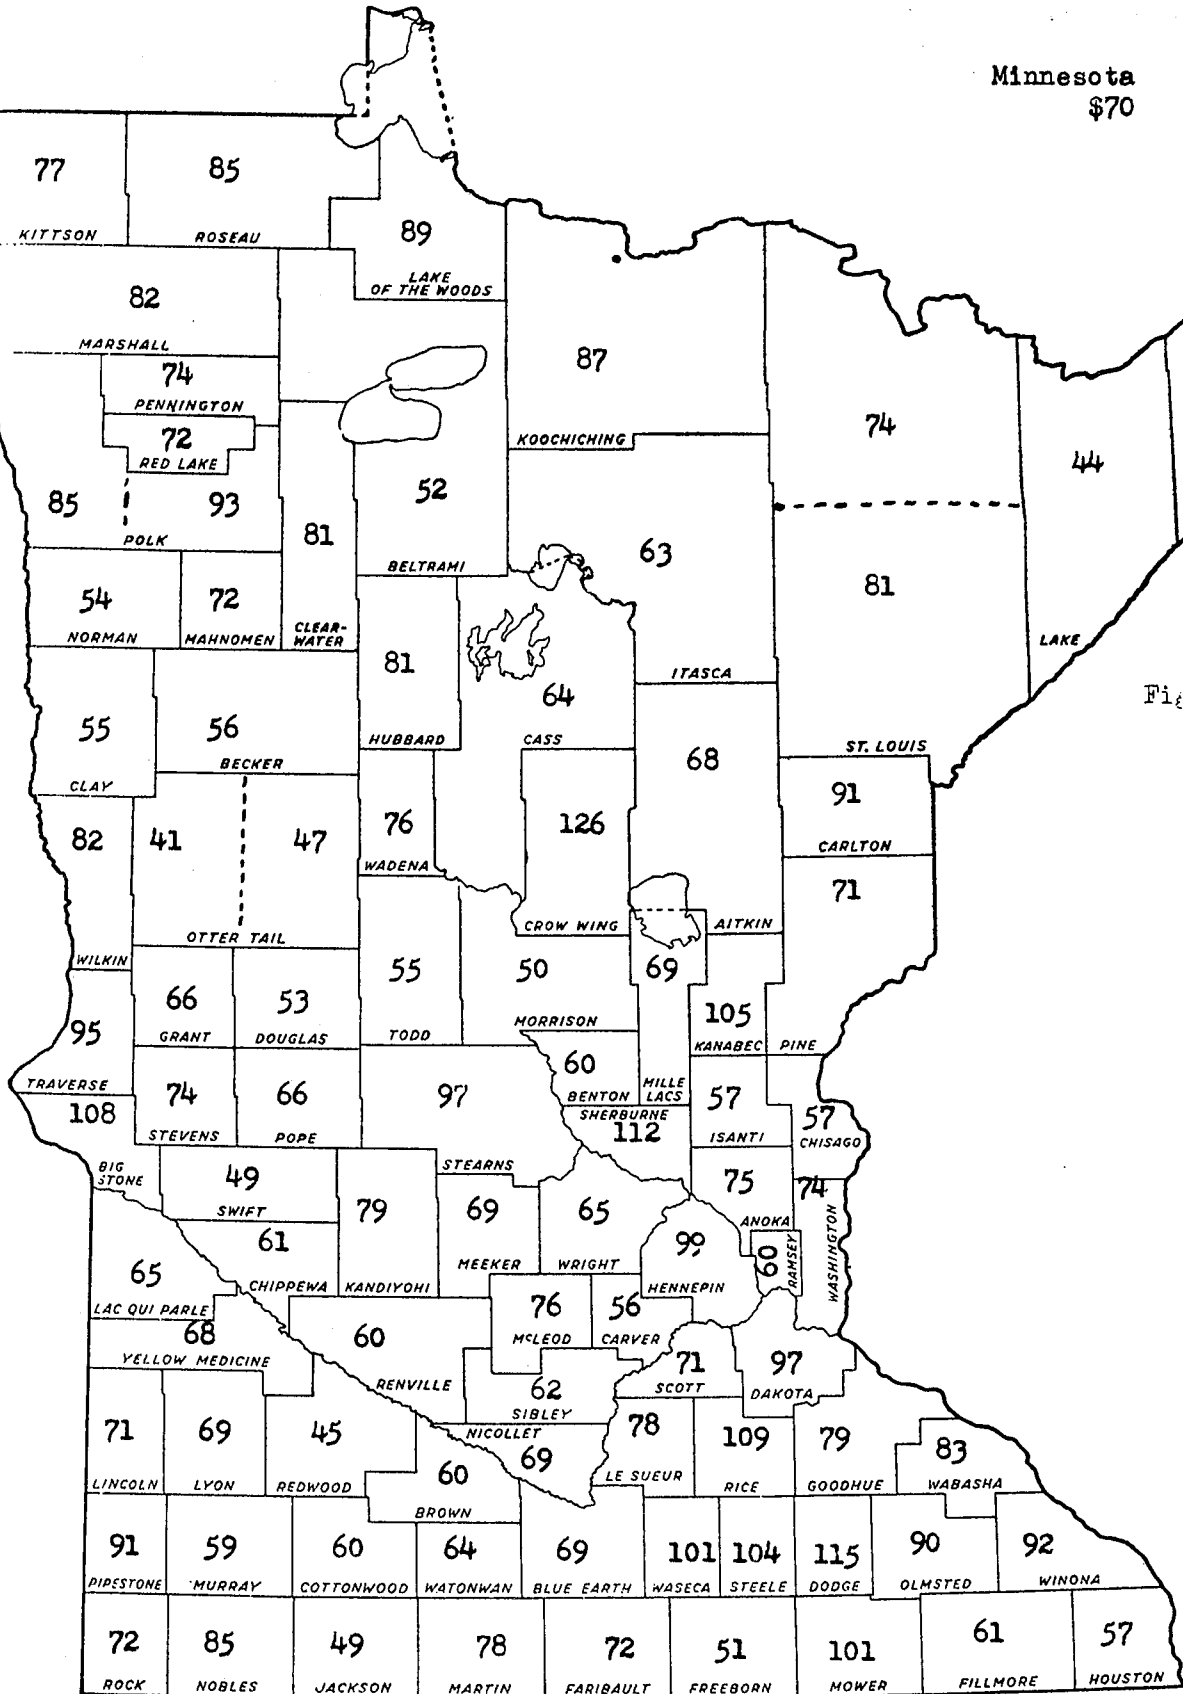 Minnesota
$70
77
KITTSON
85
ROSEAU
89
LAKE
OF THE WOODS
82
MARSHALL
74
PENNINGTON
72
RED LAKE
87
KOOCHICHING
74
44
85
93
POLK
81
CLEAR-
WATER
52
BELTRAMI
63
ITASCA
81
ST. LOUIS
LAKE
54
NORMAN
72
MAHNOMEN
81
HUBBARD
64
CASS
Fig
55
CLAY
56
BECKER
68
AITKIN
91
CARLTON
82
WILKIN
41
47
OTTER TAIL
76
WADENA
126
CROW WING
71
PINE
66
GRANT
53
DOUGLAS
55
TODD
50
MORRISON
69
MILLE
LACS
105
KANABEC
95
TRAVERSE
74
STEVENS
66
POPE
97
STEARNS
60
BENTON
SHERBURNE
112
57
ISANTI
57
CHISAGO
108
BIG
STONE
49
SWIFT
79
KANDIYOHI
69
MEEKER
65
WRIGHT
75
ANOKA
74
WASHINGTON
61
CHIPPEWA
99
HENNEPIN
60
RAMSEY
65
LAC QUI PARLE
68
YELLOW MEDICINE
60
RENVILLE
76
McLEOD
56
CARVER
71
SCOTT
97
DAKOTA
62
SIBLEY
71
LINCOLN
69
LYON
45
REDWOOD
60
BROWN
NICOLLET
69
78
LE SUEUR
109
RICE
79
GOODHUE
83
WABASHA
91
PIPESTONE
59
MURRAY
60
COTTONWOOD
64
WATONWAN
69
BLUE EARTH
101
WASECA
104
STEELE
115
DODGE
90
OLMSTED
92
WINONA
72
ROCK
85
NOBLES
49
JACKSON
78
MARTIN
72
FARIBAULT
51
FREEBORN
101
MOWER
61
FILLMORE
57
HOUSTON